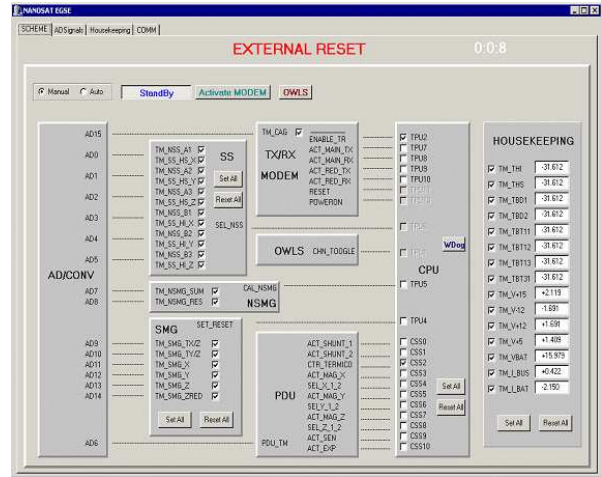 NANOSAT EGSE
SCHEME ADSignals Housekeeping COMM
EXTERNAL RESET 0:0:8
Manual Auto StandBy Activate MODEM OWLS
AD/CONV
AD15
AD0
AD1
AD2
AD3
AD4
AD5
AD7
AD8
AD9
AD10
AD11
AD12
AD13
AD14
AD6
SS
TM_NSS_A1
TM_SS_HS_X
TM_NSS_A2
TM_SS_HS_Y
TM_NSS_A3
TM_SS_HS_Z
TM_NSS_B1
TM_SS_HI_X
TM_NSS_B2
TM_SS_HI_Y
TM_NSS_B3
TM_SS_HI_Z
Set All
Reset All
SEL_NSS
TM_NSMG_SUM CAL_NSMG
TM_NSMG_RES NSMG
SMG SET_RESET
TM_SMG_TX/Z
TM_SMG_TY/Z
TM_SMG_X
TM_SMG_Y
TM_SMG_Z
TM_SMG_ZRED
Set All Reset All
TM_CAG
TX/RX
MODEM
ENABLE_TR
ACT_MAIN_TX
ACT_MAIN_RX
ACT_RED_TX
ACT_RED_RX
RESET
POWERON
OWLS CHN_TOOGLE
PDU
PDU_TM
ACT_SHUNT_1
ACT_SHUNT_2
CTR_TERMICO
ACT_MAG_X
SEL_X_1_2
ACT_MAG_Y
SELY_1_2
ACT_MAG_Z
SEL_Z_1_2
ACT_SEN
ACT_EXP
TPU2
TPU7
TPU8
TPU9
TPU10
WDog
CPU
TPU5
TPU4
CSS0
CSS1
CSS2
CSS3
CSS4
CSS5
CSS6
CSS7
CSS8
CSS9
CSS10
Set All
Reset All
HOUSEKEEPING
TM_THI -31.612
TM_THS -31.612
TM_TBD1 -31.612
TM_TBD2 -31.612
TM_TBT11 -31.612
TM_TBT12 -31.612
TM_TBT13 -31.612
TM_TBT31 -31.612
TM_V+15 +2.119
TM_V-12 -1.691
TM_V+12 +1.691
TM_V+5 +1.409
TM_VBAT +15.979
TM_I_BUS +0.422
TM_I_BAT -2.150
Set All Reset All